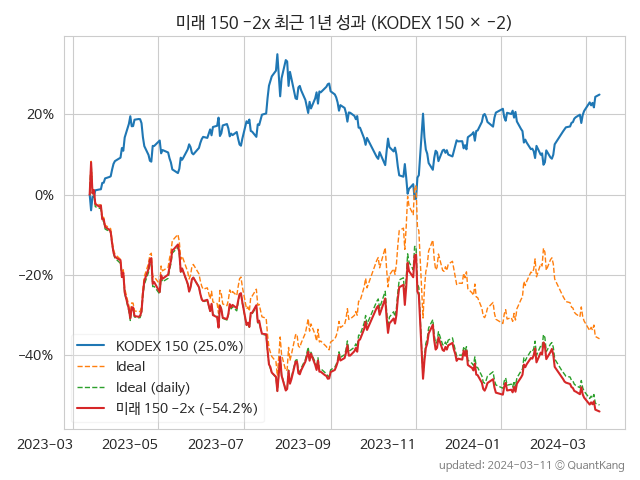 미래 150 −2x 최근 1년 성과 (KODEX 150 × −2)
20%
0%
−20%
−40%
KODEX 150 (25.0%)
Ideal
Ideal (daily)
미래 150 −2x (−54.2%)
2023-03 2023-05 2023-07 2023-09 2023-11 2024-01 2024-03
updated: 2024-03-11 © QuantKang